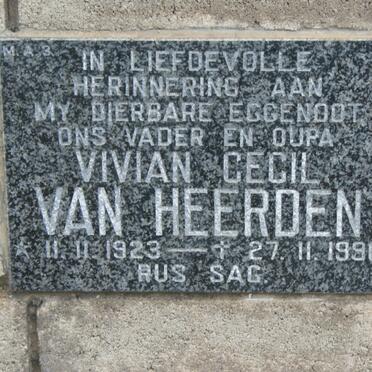 M A 3
IN LIEFDEVOLLE
HERINNERING AAN
MY DIERBARE EGGENOOT
ONS VADER EN OUPA
VIVIAN CECIL
VAN HEERDEN
* 11.11.1923 — † 27.11.199
RUS SAG